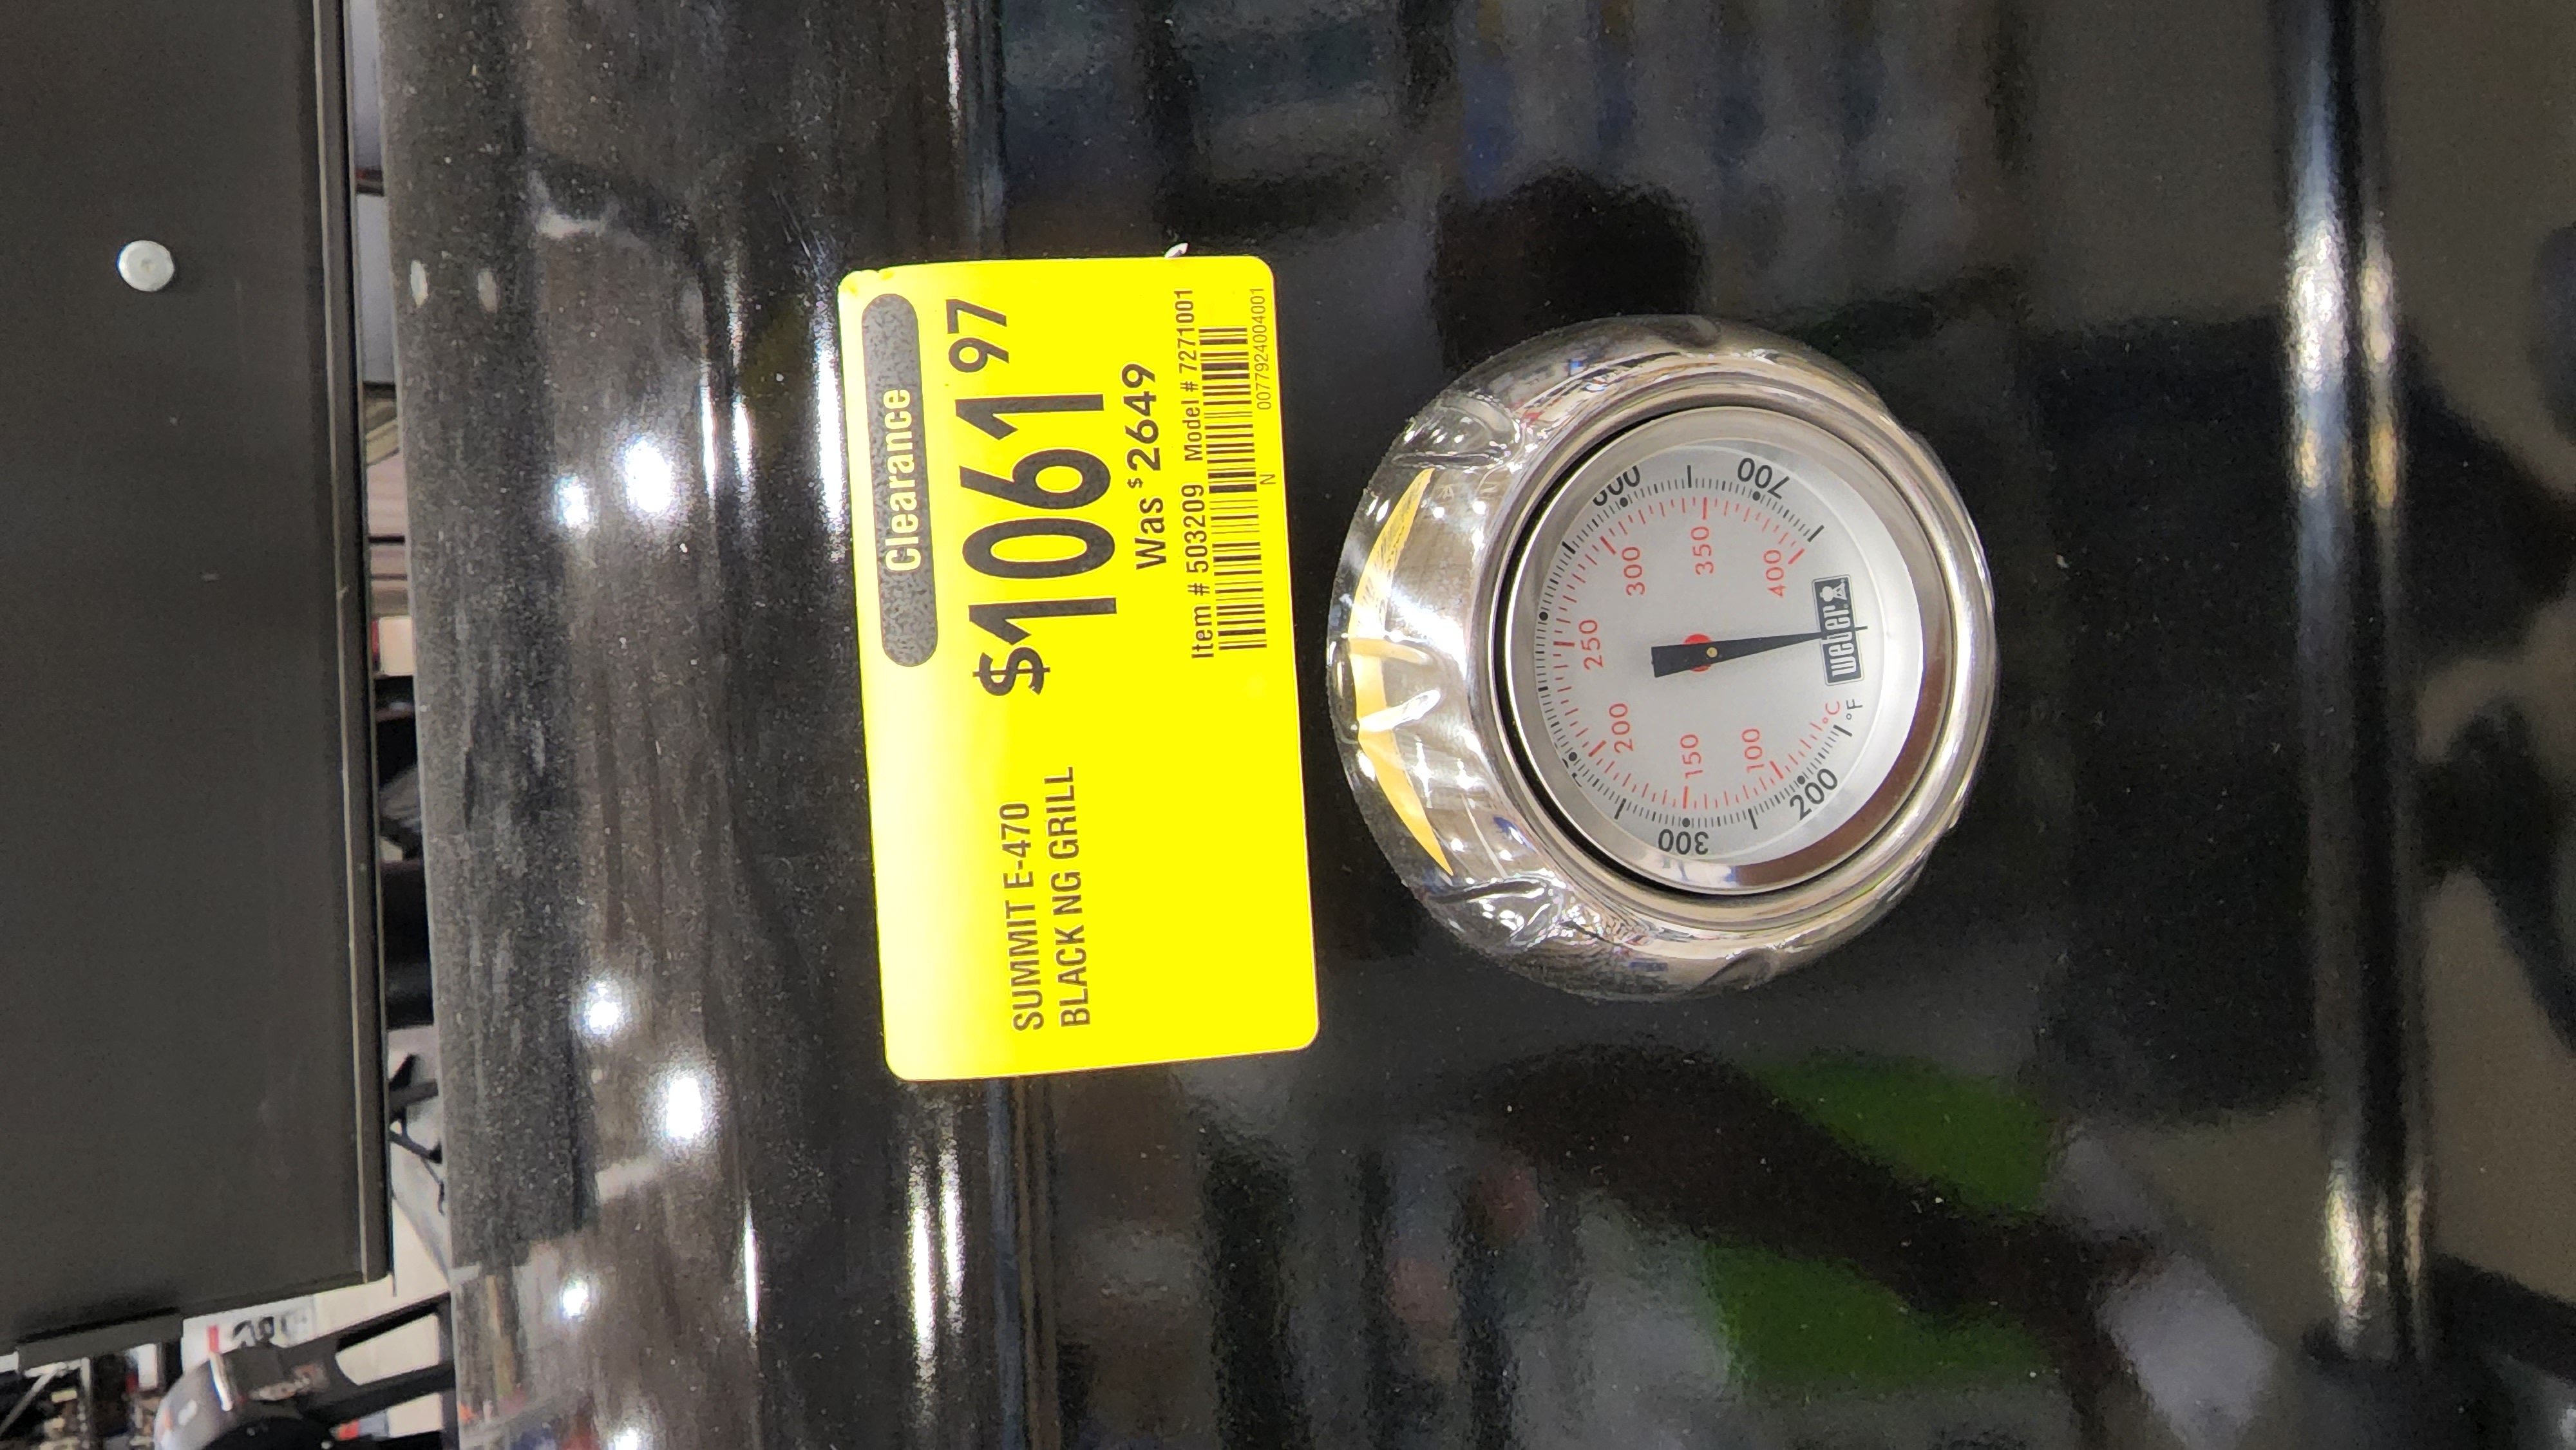 Clearance
$1061 97
Was $2649
SUMMIT E-470
BLACK NG GRILL
Item # 503209 Model # 7271001
0077924004001
N
200
300
600
700
100
150
200
250
300
350
400
°C
°F
weber